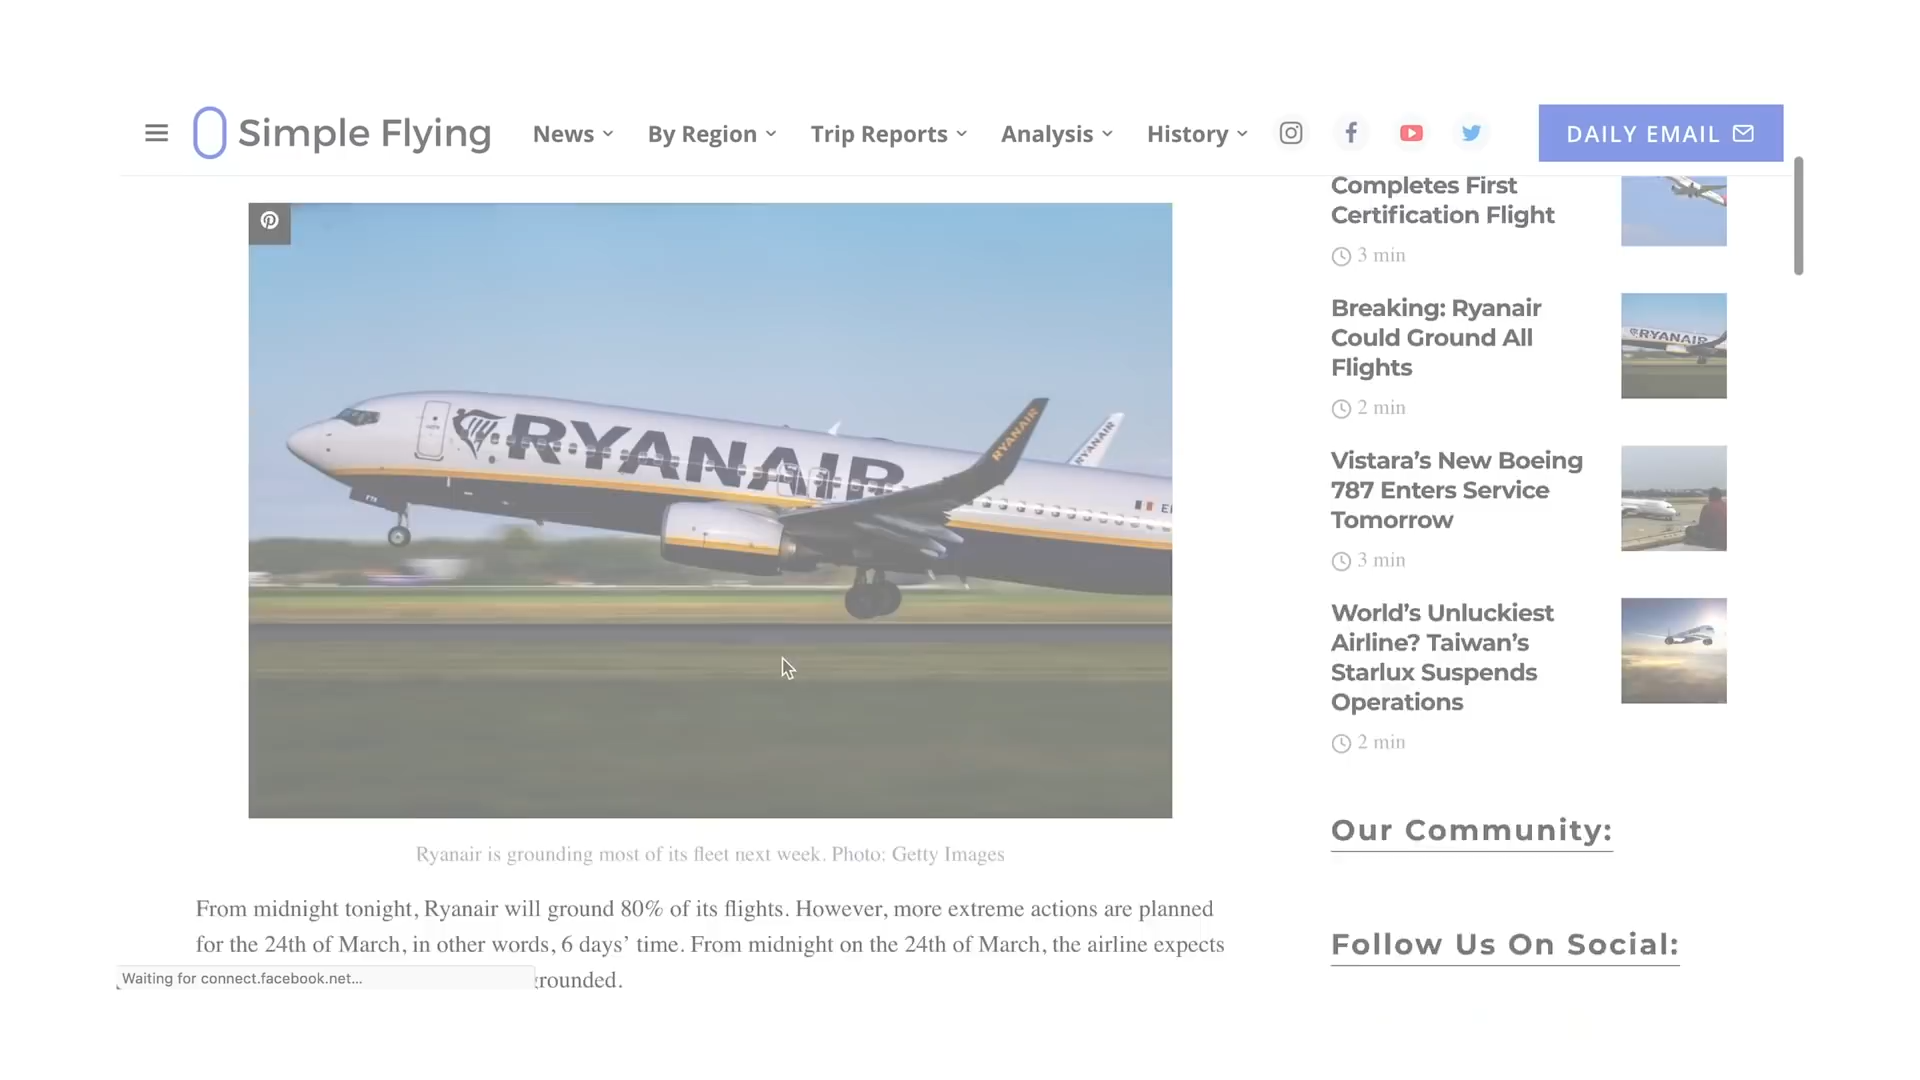 Simple Flying
News
By Region
Trip Reports
Analysis
History
DAILY EMAIL
RYANAIR
RYANAIR
RYANAIR
Ryanair is grounding most of its fleet next week. Photo: Getty Images
From midnight tonight, Ryanair will ground 80% of its flights. However, more extreme actions are planned
for the 24th of March, in other words, 6 days’ time. From midnight on the 24th of March, the airline expects
grounded.
Waiting for connect.facebook.net...
Completes First
Certification Flight
3 min
Breaking: Ryanair
Could Ground All
Flights
2 min
RYANAIR
Vistara’s New Boeing
787 Enters Service
Tomorrow
3 min
World’s Unluckiest
Airline? Taiwan’s
Starlux Suspends
Operations
2 min
Our Community:
Follow Us On Social: